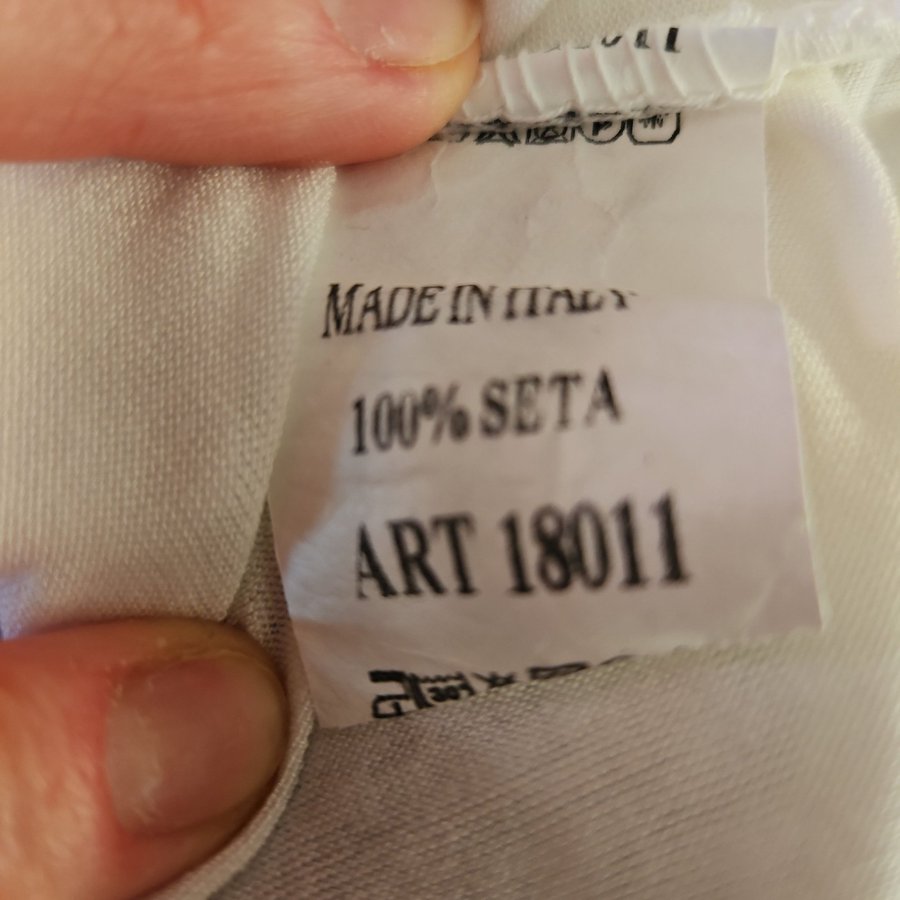 MADE IN ITALY
100% SETA
ART 18011